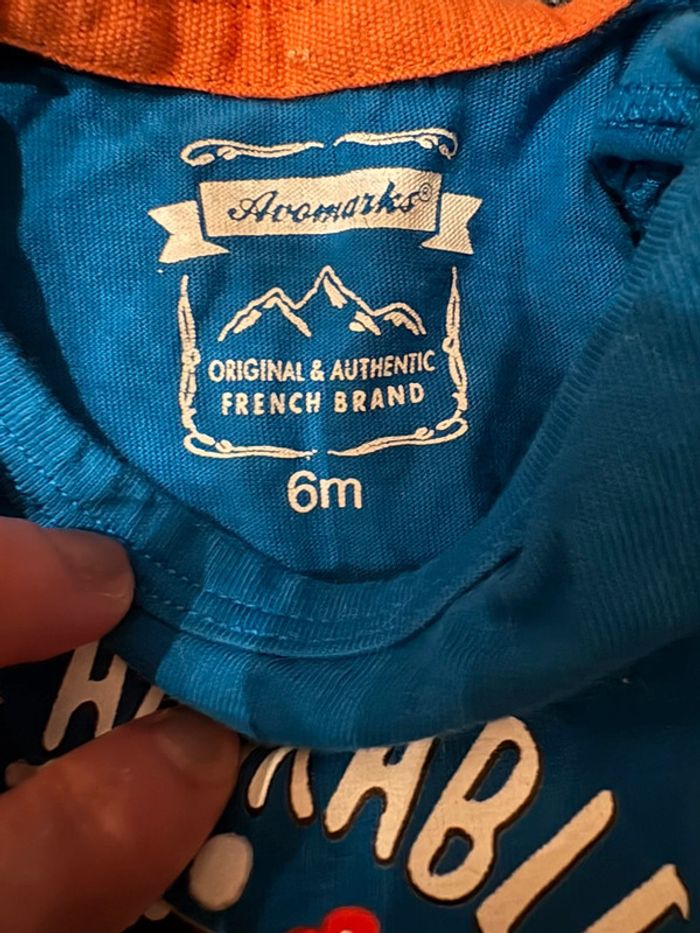 Avomarks®
ORIGINAL & AUTHENTIC
FRENCH BRAND
6m